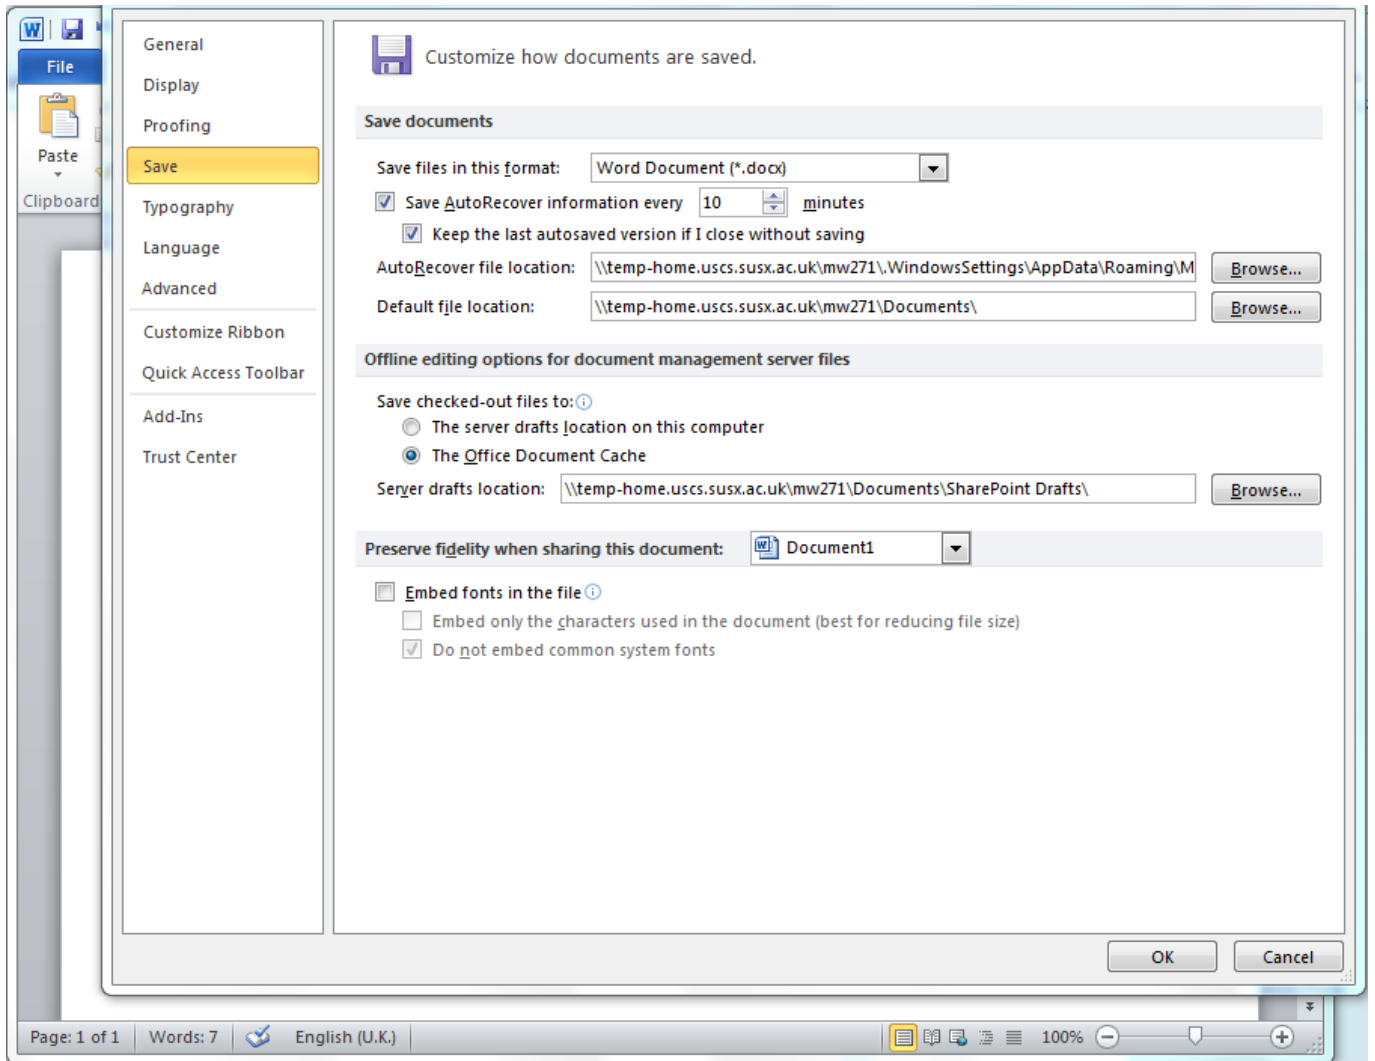 W
File
Paste
Clipboard
General
Display
Proofing
Save
Typography
Language
Advanced
Customize Ribbon
Quick Access Toolbar
Add-Ins
Trust Center
Customize how documents are saved.
Save documents
Save files in this format: Word Document (*.docx)
Save AutoRecover information every 10 minutes
Keep the last autosaved version if I close without saving
AutoRecover file location: \\temp-home.uscs.susx.ac.uk\mw271\.WindowsSettings\AppData\Roaming\M Browse...
Default file location: \\temp-home.uscs.susx.ac.uk\mw271\Documents\ Browse...
Offline editing options for document management server files
Save checked-out files to:
The server drafts location on this computer
The Office Document Cache
Server drafts location: \\temp-home.uscs.susx.ac.uk\mw271\Documents\SharePoint Drafts\ Browse...
Preserve fidelity when sharing this document: Document1
Embed fonts in the file
Embed only the characters used in the document (best for reducing file size)
Do not embed common system fonts
OK Cancel
Page: 1 of 1 Words: 7 English (U.K.) 100%